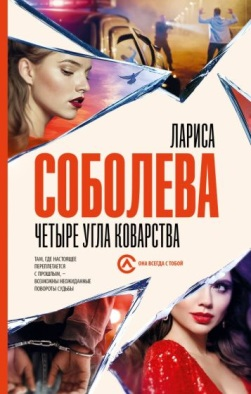 ЛАРИСА
СОБОЛЕВА
ЧЕТЫРЕ УГЛА КОВАРСТВА
ТАМ, ГДЕ НАСТОЯЩЕЕ
ПЕРЕПЛЕТАЕТСЯ
С ПРОШЛЫМ, –
ВОЗМОЖНЫ НЕОЖИДАННЫЕ
ПОВОРОТЫ СУДЬБЫ
ОНА ВСЕГДА С ТОБОЙ